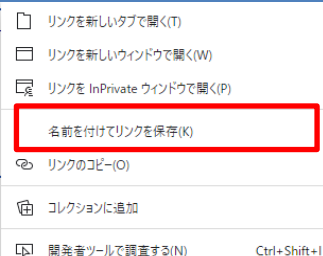 リンクを新しいタブで開く(T)
リンクを新しいウィンドウで開く(W)
リンクを InPrivate ウィンドウで開く(P)
名前を付けてリンクを保存(K)
リンクのコピー(O)
コレクションに追加
開発者ツールで調査する(N) Ctrl+Shift+I